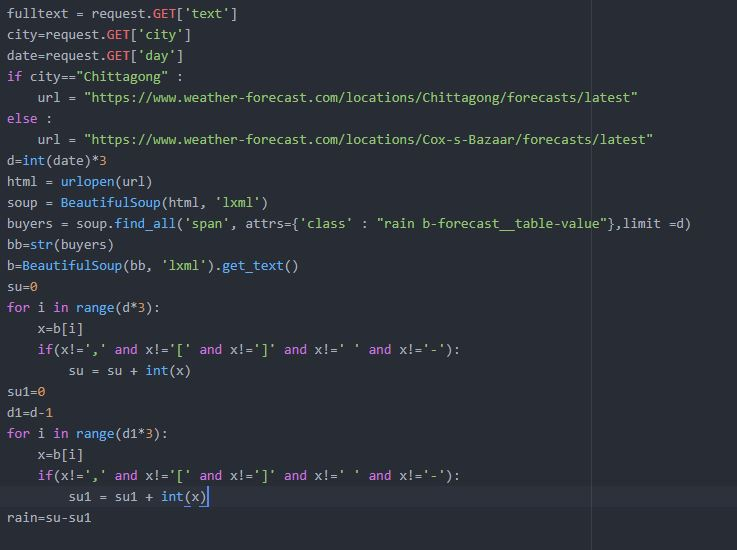 fulltext = request.GET['text']
city=request.GET['city']
date=request.GET['day']
if city=="Chittagong" :
    url = "https://www.weather-forecast.com/locations/Chittagong/forecasts/latest"
else :
    url = "https://www.weather-forecast.com/locations/Cox-s-Bazaar/forecasts/latest"
d=int(date)*3
html = urlopen(url)
soup = BeautifulSoup(html, 'lxml')
buyers = soup.find_all('span', attrs={'class' : "rain b-forecast__table-value"},limit =d)
bb=str(buyers)
b=BeautifulSoup(bb, 'lxml').get_text()
su=0
for i in range(d*3):
    x=b[i]
    if(x!=',' and x!='[' and x!=']' and x!=' ' and x!='-'):
        su = su + int(x)
su1=0
d1=d-1
for i in range(d1*3):
    x=b[i]
    if(x!=',' and x!='[' and x!=']' and x!=' ' and x!='-'):
        su1 = su1 + int(x)
rain=su-su1